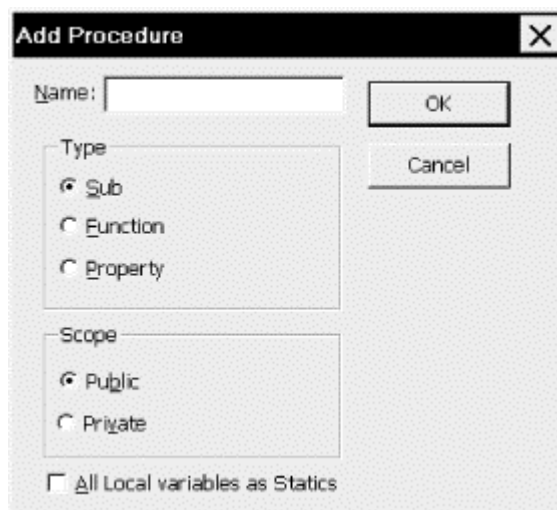 Add Procedure
Name:
OK
Cancel
Type
Sub
Function
Property
Scope
Public
Private
All Local variables as Statics